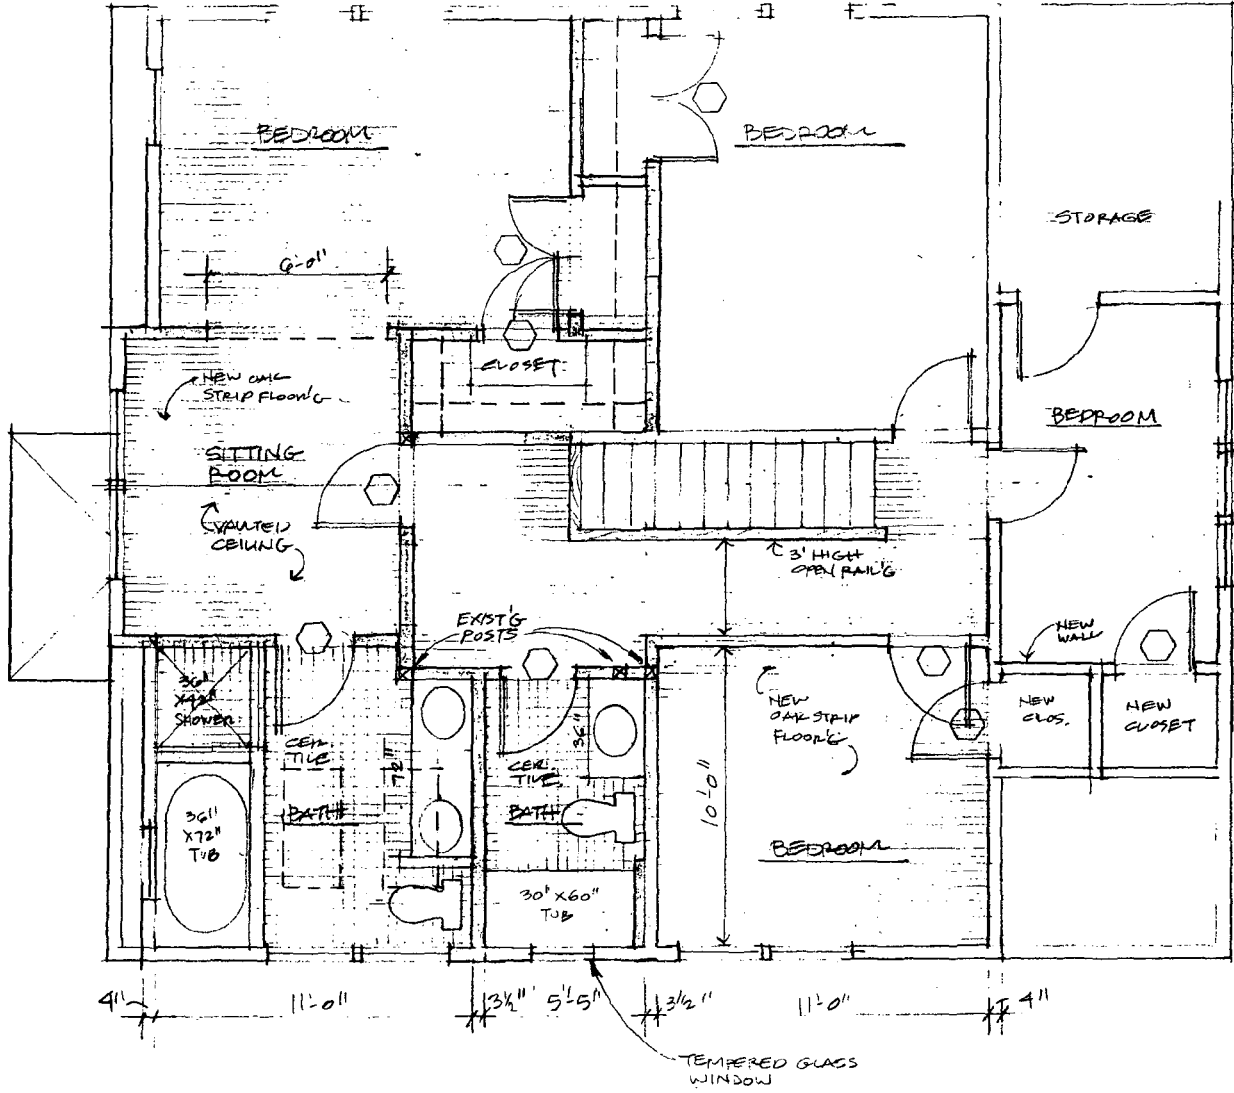 BEDROOM
BEDROOM
STORAGE
6'-0"
CLOSET
NEW OAK
STRIP FLOOR'G
BEDROOM
SITTING
ROOM
VAULTED
CEILING
3' HIGH
OPEN RAIL'G
EXIST'G
POSTS
NEW
WALL
36"
X42"
SHOWER
CER.
TILE
72"
36"
CER.
TILE
NEW
OAK STRIP
FLOOR'G
NEW
CLOS.
NEW
CLOSET
36"
X72"
TUB
BATH
BATH
10'-0"
BEDROOM
30" X60"
TUB
4"
11'-0"
3½"
5'-5"
3½"
11'-0"
4"
TEMPERED GLASS
WINDOW